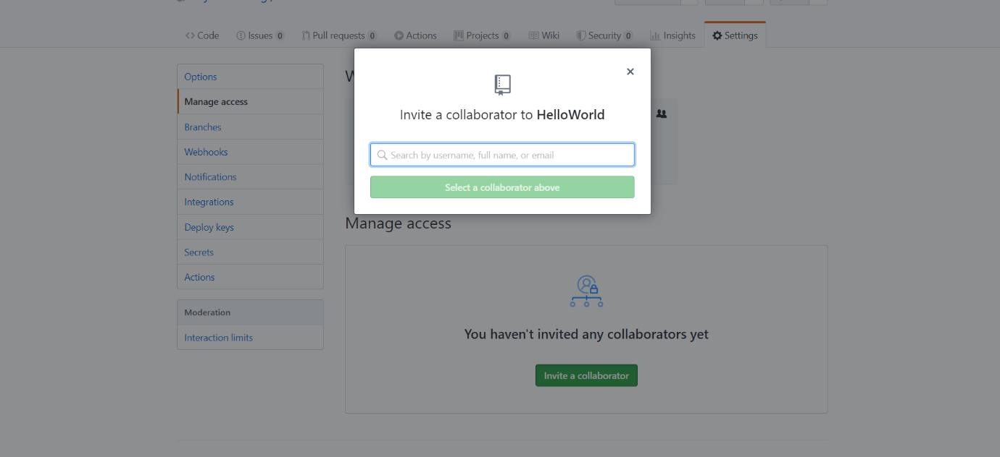 Code Issues 0 Pull requests 0 Actions Projects 0 Wiki Security 0 Insights Settings
Options
Manage access
Branches
Webhooks
Notifications
Integrations
Deploy keys
Secrets
Actions
Moderation
Interaction limits
W
Invite a collaborator to HelloWorld
Search by username, full name, or email
Select a collaborator above
Manage access
You haven't invited any collaborators yet
Invite a collaborator